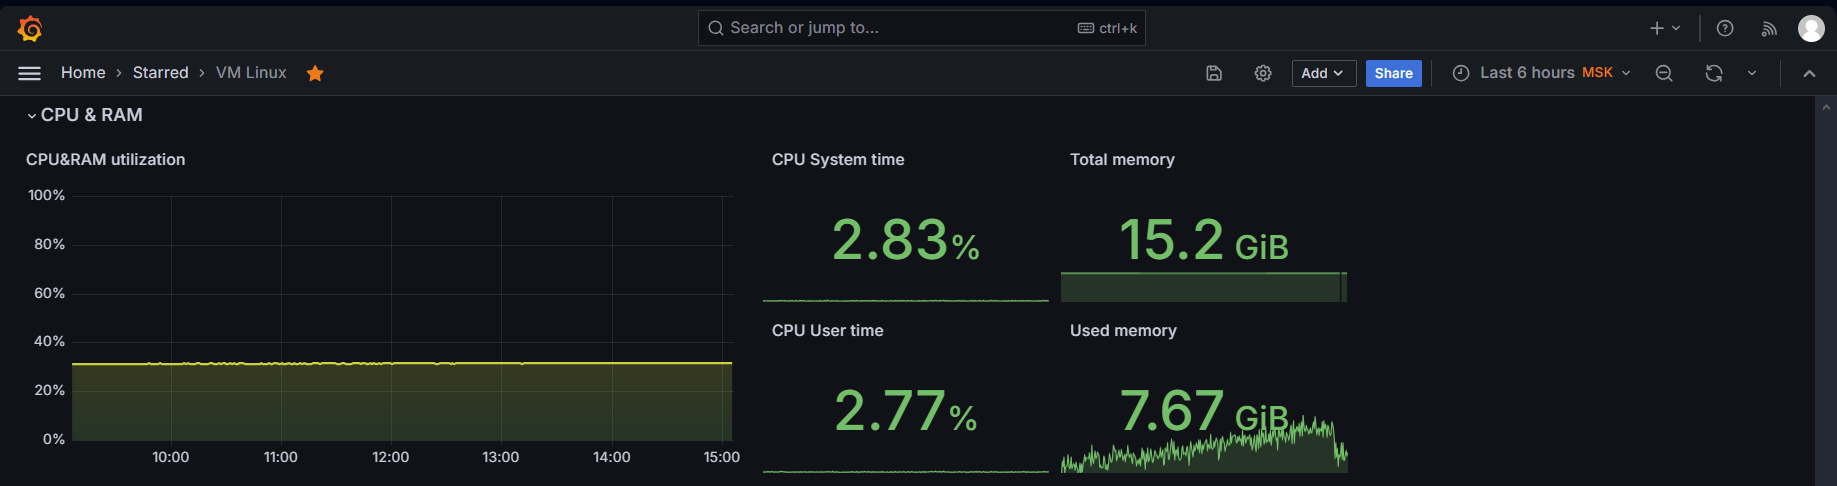 Search or jump to... ctrl+k
Home › Starred › VM Linux Add Share Last 6 hours MSK
CPU & RAM
CPU&RAM utilization
100%
80%
60%
40%
20%
0%
10:00 11:00 12:00 13:00 14:00 15:00
CPU System time
2.83%
Total memory
15.2 GiB
CPU User time
2.77%
Used memory
7.67 GiB